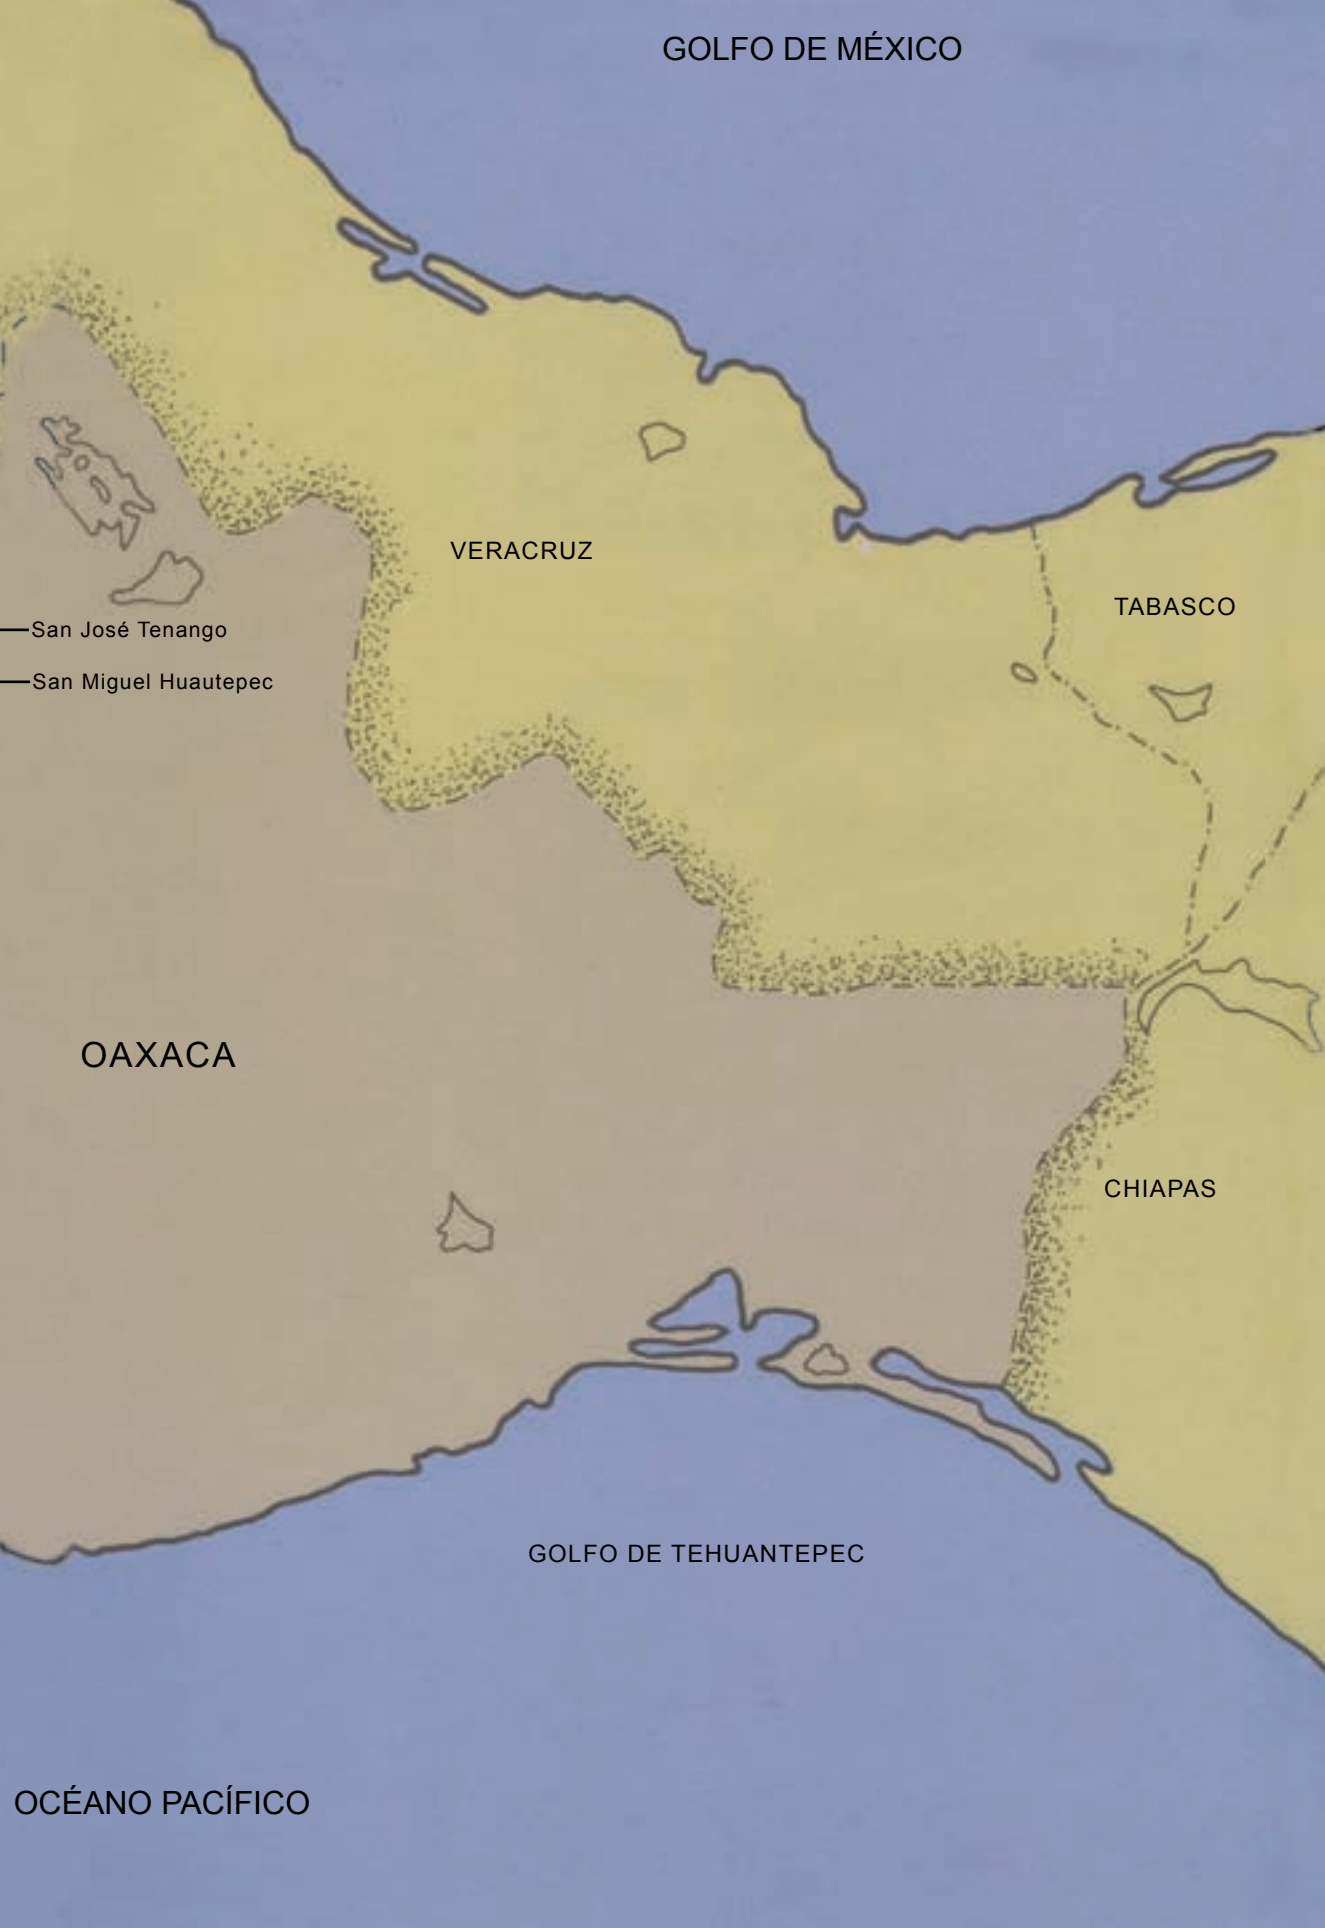 GOLFO DE MÉXICO
VERACRUZ
TABASCO
San José Tenango
San Miguel Huautepec
OAXACA
CHIAPAS
GOLFO DE TEHUANTEPEC
OCÉANO PACÍFICO